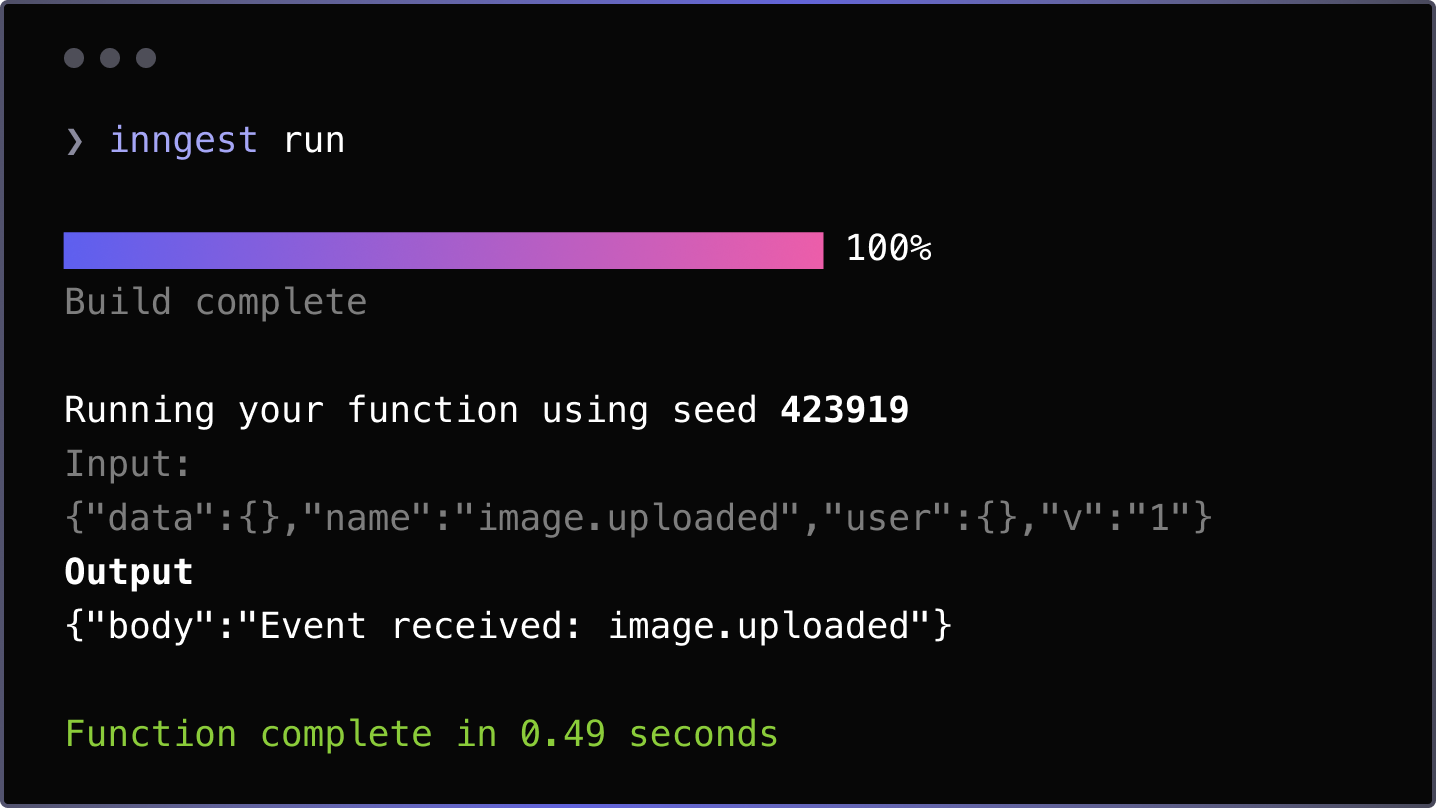 ❯ inngest run
100%
Build complete
Running your function using seed 423919
Input:
{"data":{},"name":"image.uploaded","user":{},"v":"1"}
Output
{"body":"Event received: image.uploaded"}
Function complete in 0.49 seconds